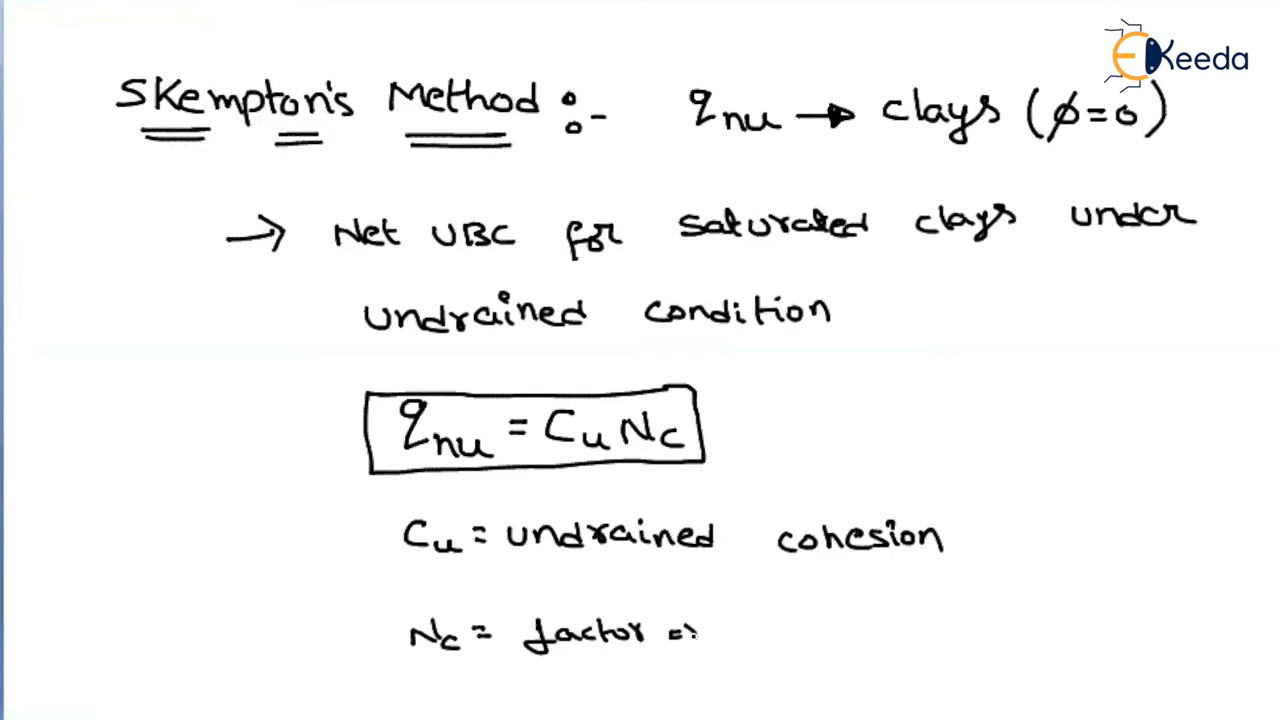 EKeeda
SKempton's Method :- qnu → clays (ϕ=0)
→ Net UBC for saturated clays under
undrained condition
qnu = Cu Nc
Cu = undrained cohesion
Nc = factor ⇒